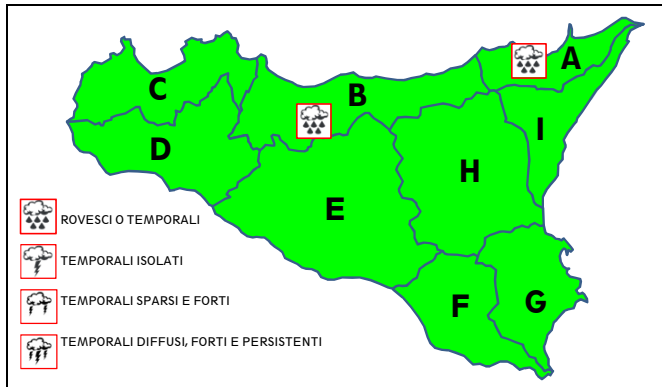 A
C
B
I
D
H
E
ROVESCI O TEMPORALI
TEMPORALI ISOLATI
F
G
TEMPORALI SPARSI E FORTI
TEMPORALI DIFFUSI, FORTI E PERSISTENTI